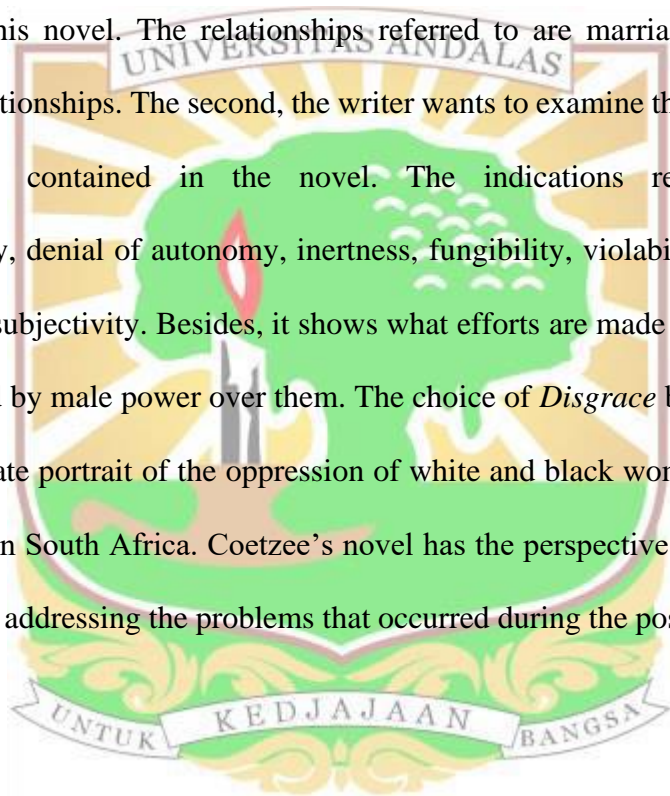 his novel. The relationships referred to are marria
UNIVERSITAS ANDALAS
tionships. The second, the writer wants to examine th
contained in the novel. The indications re
y, denial of autonomy, inertness, fungibility, violabi
subjectivity. Besides, it shows what efforts are made
by male power over them. The choice of Disgrace b
ate portrait of the oppression of white and black wom
n South Africa. Coetzee’s novel has the perspective
addressing the problems that occurred during the pos
UNTUK KEDJAJAAN BANGSA